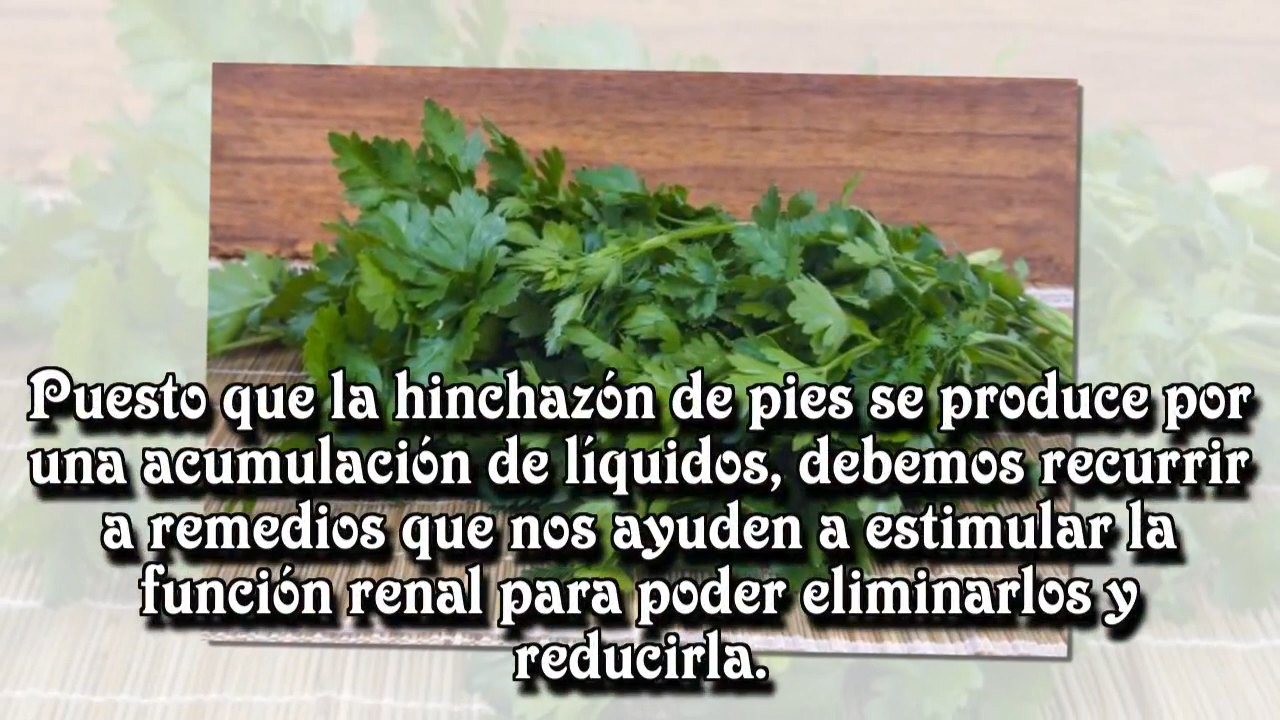 Puesto que la hinchazón de pies se produce por
una acumulación de líquidos, debemos recurrir
a remedios que nos ayuden a estimular la
función renal para poder eliminarlos y
reducirla.